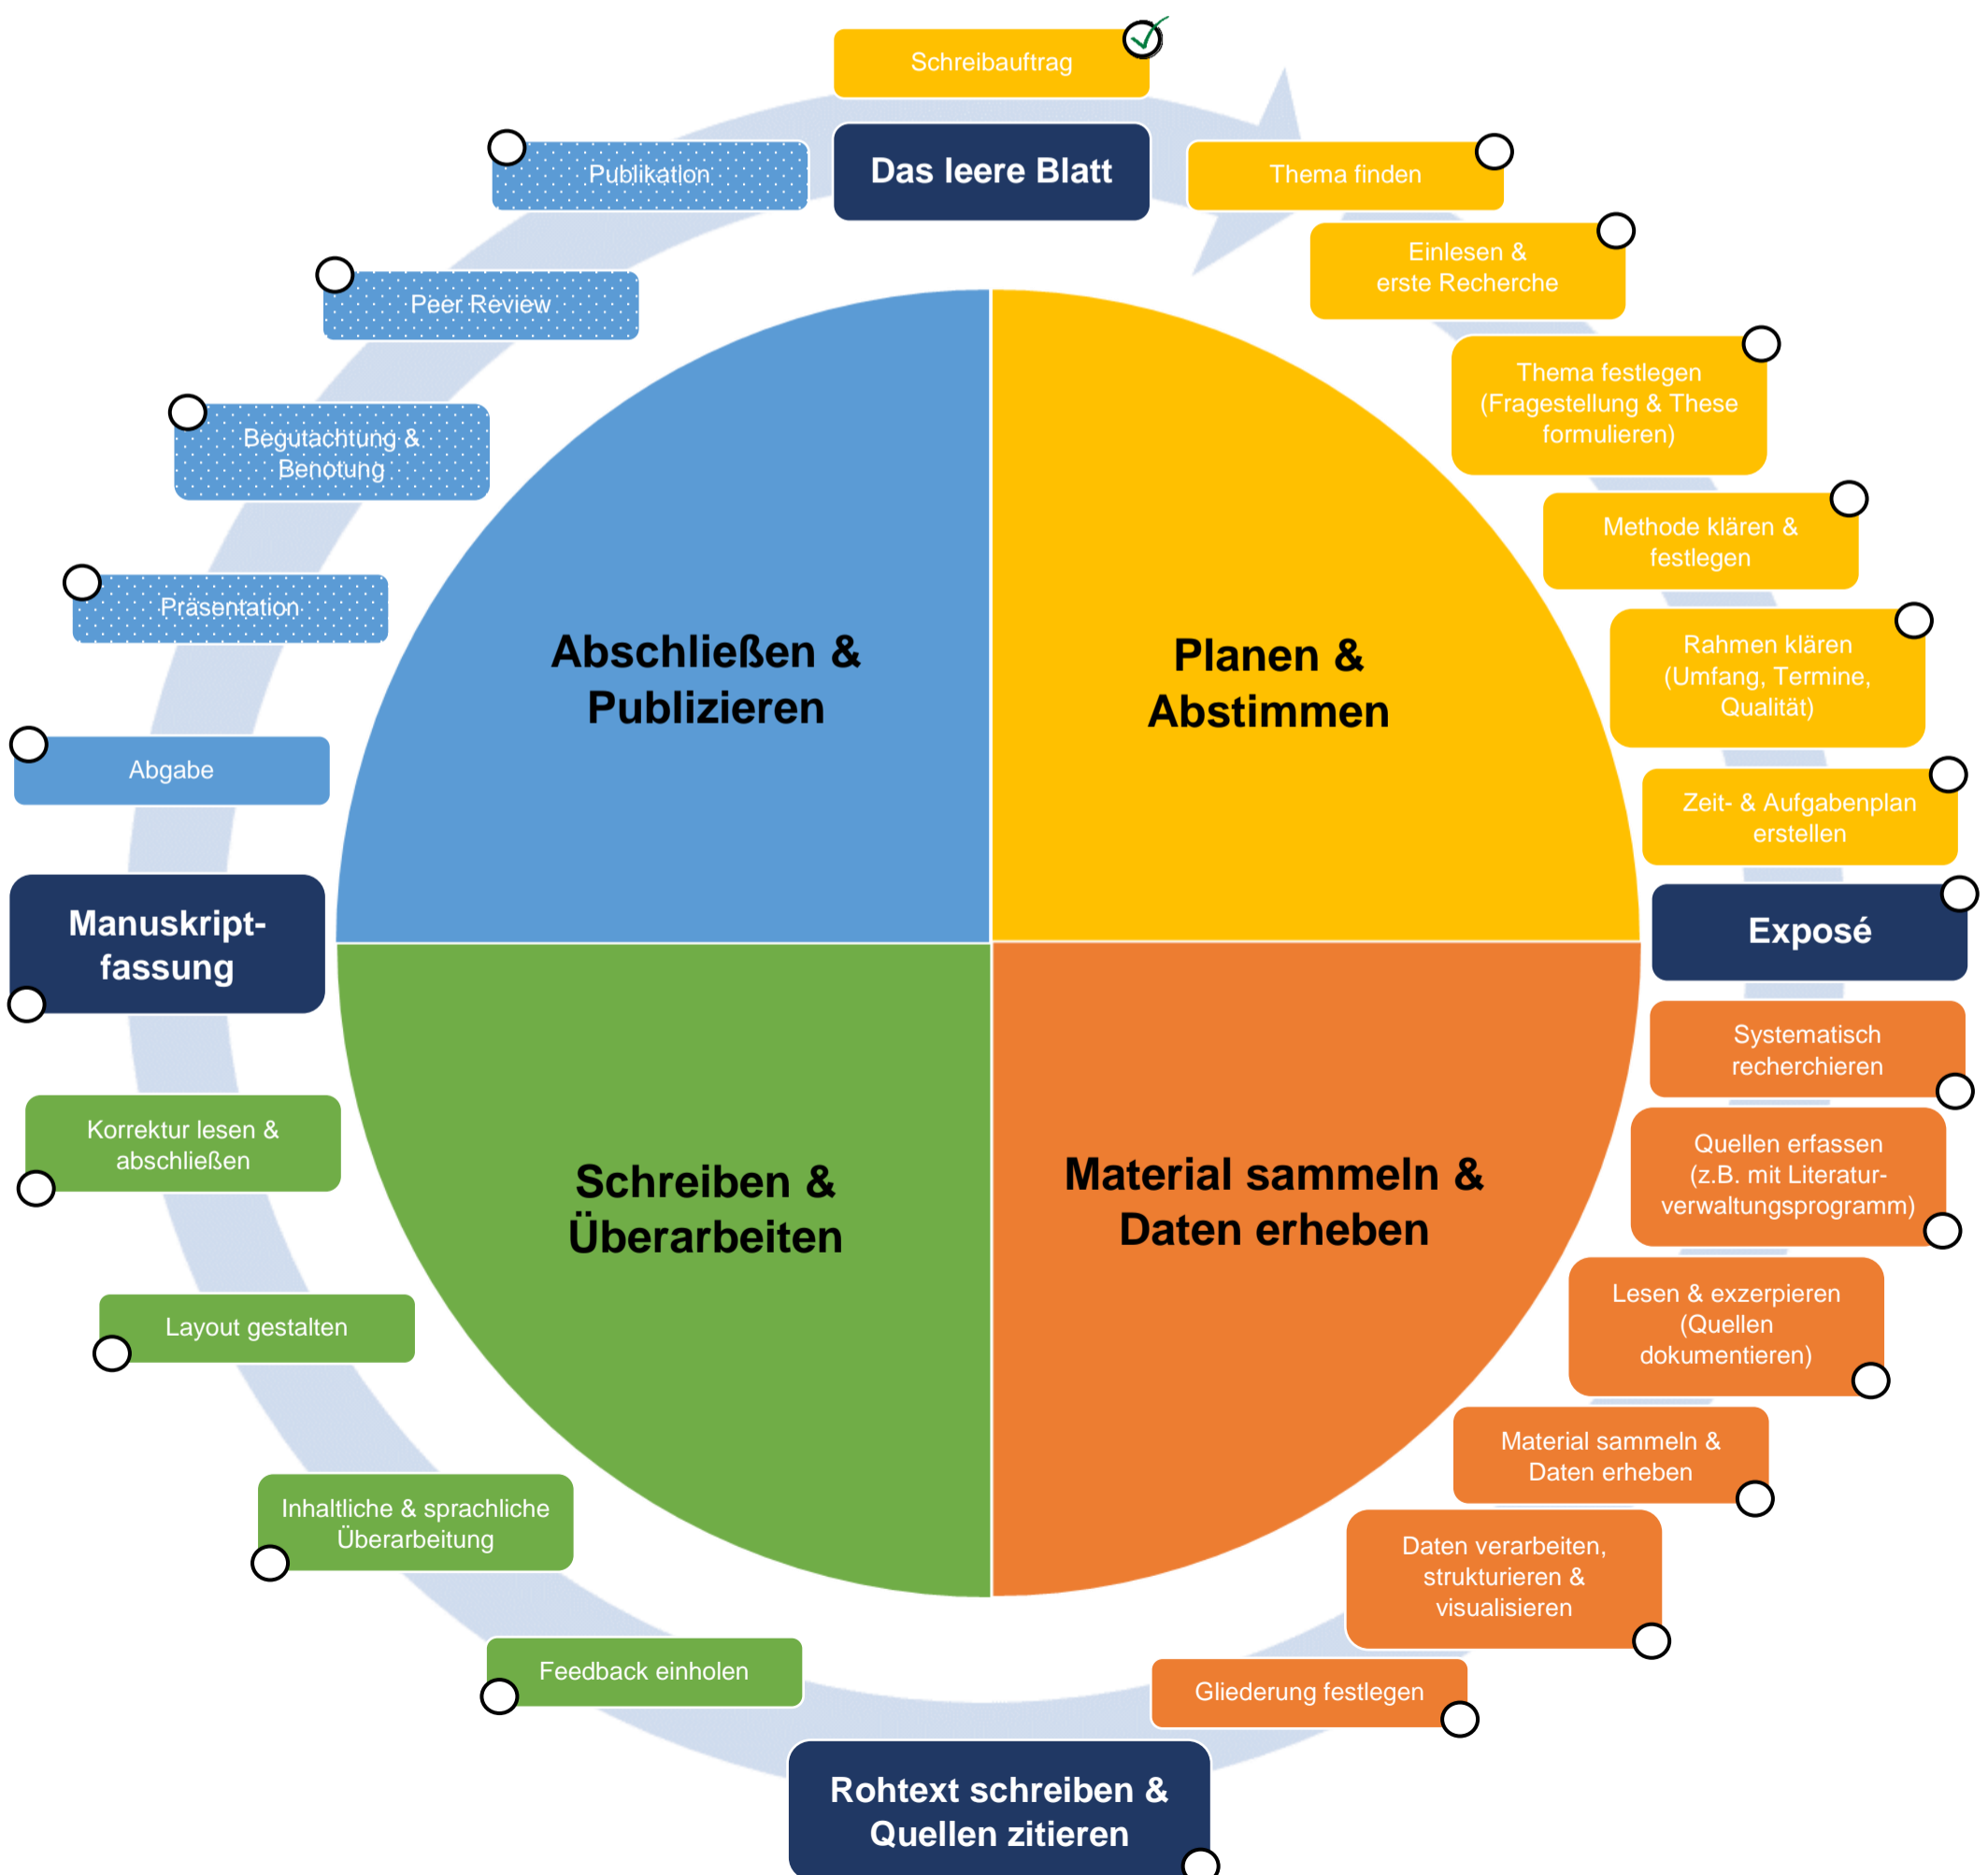 Schreibauftrag
Das leere Blatt
Thema finden
Einlesen &
erste Recherche
Thema festlegen
(Fragestellung & These
formulieren)
Methode klären &
festlegen
Rahmen klären
(Umfang, Termine,
Qualität)
Zeit- & Aufgabenplan
erstellen
Exposé
Systematisch
recherchieren
Quellen erfassen
(z.B. mit Literatur-
verwaltungsprogramm)
Lesen & exzerpieren
(Quellen
dokumentieren)
Material sammeln &
Daten erheben
Daten verarbeiten,
strukturieren &
visualisieren
Gliederung festlegen
Rohtext schreiben &
Quellen zitieren
Feedback einholen
Inhaltliche & sprachliche
Überarbeitung
Layout gestalten
Korrektur lesen &
abschließen
Manuskript-
fassung
Abgabe
Präsentation
Begutachtung &
Benotung
Peer Review
Publikation
Planen &
Abstimmen
Material sammeln &
Daten erheben
Schreiben &
Überarbeiten
Abschließen &
Publizieren